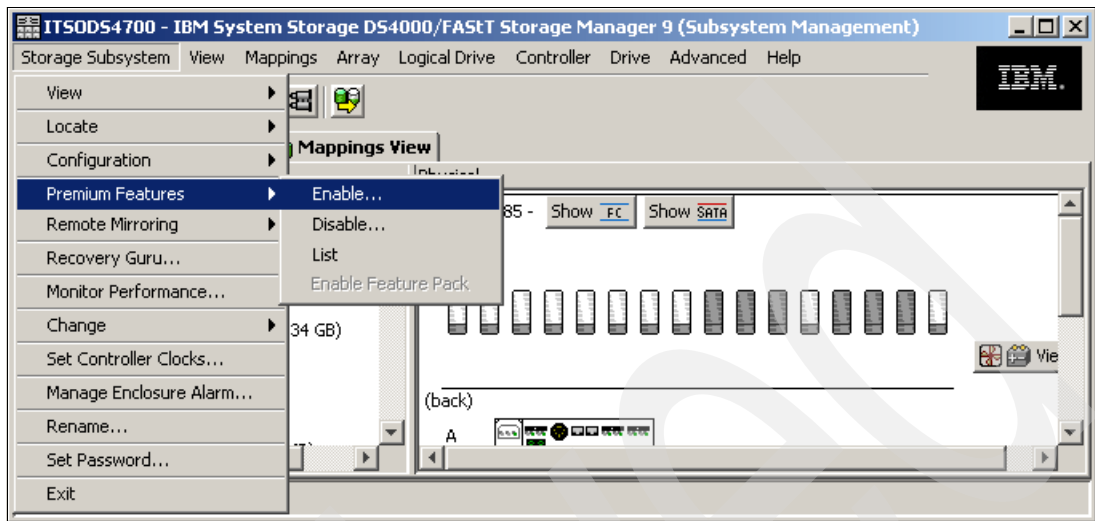 ITSODS4700 - IBM System Storage DS4000/FAStT Storage Manager 9 (Subsystem Management)
Storage Subsystem View Mappings Array Logical Drive Controller Drive Advanced Help
IBM.
View
Locate
Mappings View
Configuration
Physical
Premium Features
Enable...
85 - Show FC Show SATA
Remote Mirroring
Disable...
Recovery Guru...
List
Monitor Performance...
Enable Feature Pack
Change
34 GB)
Set Controller Clocks...
Vie
Manage Enclosure Alarm...
(back)
Rename...
A
Set Password...
Exit